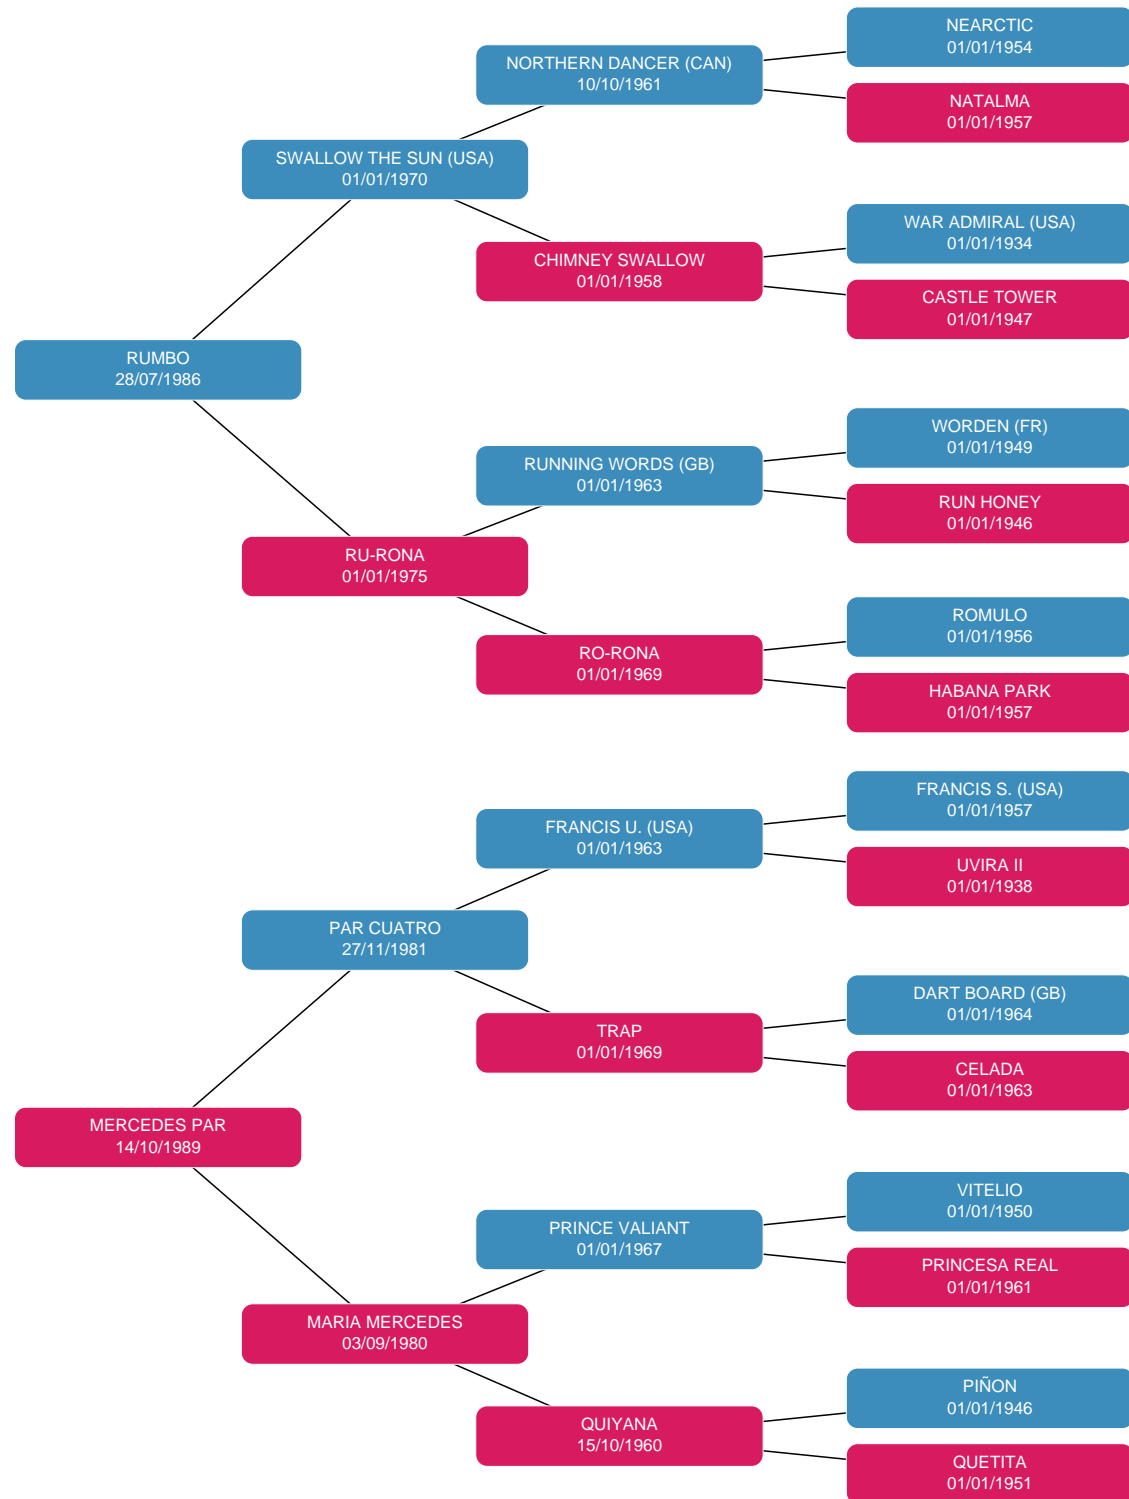 NEARCTIC
01/01/1954
NORTHERN DANCER (CAN)
10/10/1961
NATALMA
01/01/1957
SWALLOW THE SUN (USA)
01/01/1970
WAR ADMIRAL (USA)
01/01/1934
CHIMNEY SWALLOW
01/01/1958
CASTLE TOWER
01/01/1947
RUMBO
28/07/1986
WORDEN (FR)
01/01/1949
RUNNING WORDS (GB)
01/01/1963
RUN HONEY
01/01/1946
RU-RONA
01/01/1975
ROMULO
01/01/1956
RO-RONA
01/01/1969
HABANA PARK
01/01/1957
FRANCIS S. (USA)
01/01/1957
FRANCIS U. (USA)
01/01/1963
UVIRA II
01/01/1938
PAR CUATRO
27/11/1981
DART BOARD (GB)
01/01/1964
TRAP
01/01/1969
CELADA
01/01/1963
MERCEDES PAR
14/10/1989
VITELIO
01/01/1950
PRINCE VALIANT
01/01/1967
PRINCESA REAL
01/01/1961
MARIA MERCEDES
03/09/1980
PIÑON
01/01/1946
QUIYANA
15/10/1960
QUETITA
01/01/1951